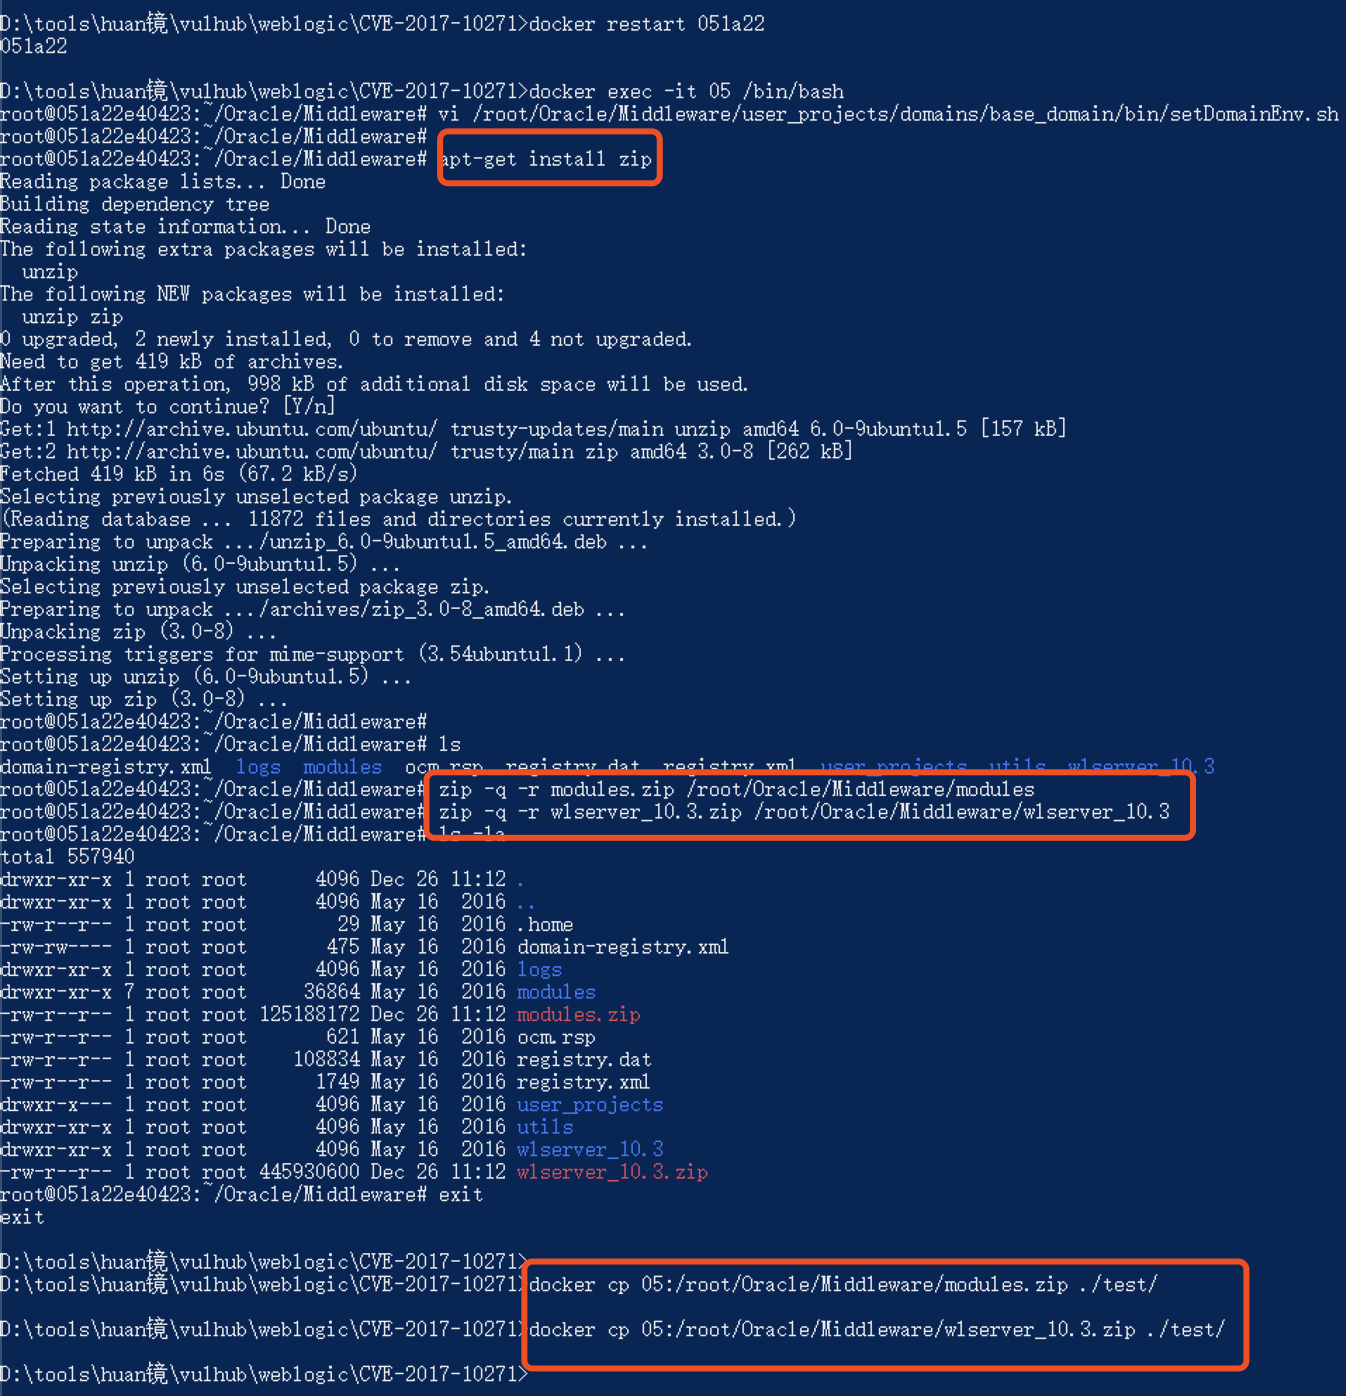 D:\tools\huan镜\vulhub\weblogic\CVE-2017-10271>docker restart 051a22
051a22
D:\tools\huan镜\vulhub\weblogic\CVE-2017-10271>docker exec -it 05 /bin/bash
root@051a22e40423:~/Oracle/Middleware# vi /root/Oracle/Middleware/user_projects/domains/base_domain/bin/setDomainEnv.sh
root@051a22e40423:~/Oracle/Middleware#
root@051a22e40423:~/Oracle/Middleware# apt-get install zip
Reading package lists... Done
Building dependency tree
Reading state information... Done
The following extra packages will be installed:
  unzip
The following NEW packages will be installed:
  unzip zip
0 upgraded, 2 newly installed, 0 to remove and 4 not upgraded.
Need to get 419 kB of archives.
After this operation, 998 kB of additional disk space will be used.
Do you want to continue? [Y/n]
Get:1 http://archive.ubuntu.com/ubuntu/ trusty-updates/main unzip amd64 6.0-9ubuntu1.5 [157 kB]
Get:2 http://archive.ubuntu.com/ubuntu/ trusty/main zip amd64 3.0-8 [262 kB]
Fetched 419 kB in 6s (67.2 kB/s)
Selecting previously unselected package unzip.
(Reading database ... 11872 files and directories currently installed.)
Preparing to unpack .../unzip_6.0-9ubuntu1.5_amd64.deb ...
Unpacking unzip (6.0-9ubuntu1.5) ...
Selecting previously unselected package zip.
Preparing to unpack .../archives/zip_3.0-8_amd64.deb ...
Unpacking zip (3.0-8) ...
Processing triggers for mime-support (3.54ubuntu1.1) ...
Setting up unzip (6.0-9ubuntu1.5) ...
Setting up zip (3.0-8) ...
root@051a22e40423:~/Oracle/Middleware#
root@051a22e40423:~/Oracle/Middleware# ls
domain-registry.xml  logs  modules  ocm.rsp  registry.dat  registry.xml  user_projects  utils  wlserver_10.3
root@051a22e40423:~/Oracle/Middleware# zip -q -r modules.zip /root/Oracle/Middleware/modules
root@051a22e40423:~/Oracle/Middleware# zip -q -r wlserver_10.3.zip /root/Oracle/Middleware/wlserver_10.3
root@051a22e40423:~/Oracle/Middleware# ls -la
total 557940
drwxr-xr-x 1 root root      4096 Dec 26 11:12 .
drwxr-xr-x 1 root root      4096 May 16  2016 ..
-rw-r--r-- 1 root root        29 May 16  2016 .home
-rw-rw---- 1 root root       475 May 16  2016 domain-registry.xml
drwxr-xr-x 1 root root      4096 May 16  2016 logs
drwxr-xr-x 7 root root     36864 May 16  2016 modules
-rw-r--r-- 1 root root 125188172 Dec 26 11:12 modules.zip
-rw-r--r-- 1 root root       621 May 16  2016 ocm.rsp
-rw-r--r-- 1 root root    108834 May 16  2016 registry.dat
-rw-r--r-- 1 root root      1749 May 16  2016 registry.xml
drwxr-x--- 1 root root      4096 May 16  2016 user_projects
drwxr-xr-x 1 root root      4096 May 16  2016 utils
drwxr-xr-x 1 root root      4096 May 16  2016 wlserver_10.3
-rw-r--r-- 1 root root 445930600 Dec 26 11:12 wlserver_10.3.zip
root@051a22e40423:~/Oracle/Middleware# exit
exit
D:\tools\huan镜\vulhub\weblogic\CVE-2017-10271>
D:\tools\huan镜\vulhub\weblogic\CVE-2017-10271>docker cp 05:/root/Oracle/Middleware/modules.zip ./test/
D:\tools\huan镜\vulhub\weblogic\CVE-2017-10271>docker cp 05:/root/Oracle/Middleware/wlserver_10.3.zip ./test/
D:\tools\huan镜\vulhub\weblogic\CVE-2017-10271>